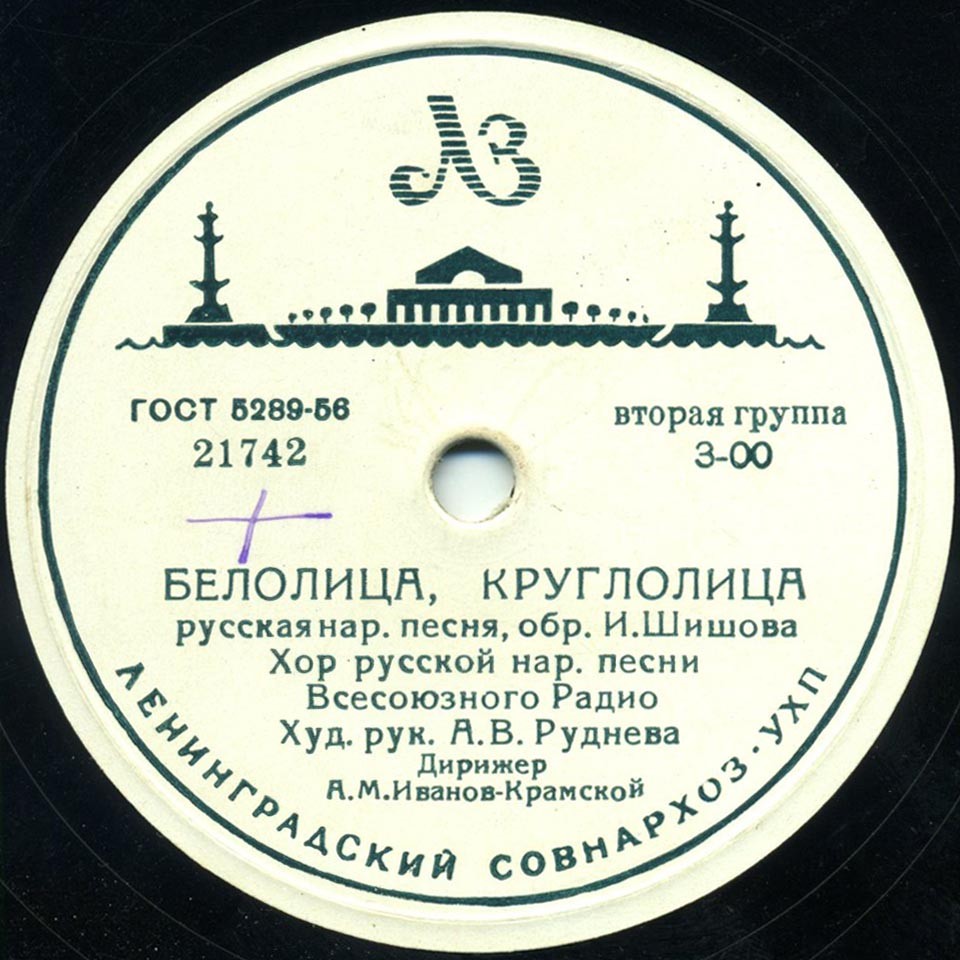 ЛЗ
ГОСТ 5289-56
21742
вторая группа
3-00
БЕЛОЛИЦА, КРУГЛОЛИЦА
русская нар. песня, обр. И.Шишова
Хор русской нар. песни
Всесоюзного Радио
Худ. рук. А.В. Руднева
Дирижер
А.М.Иванов-Крамской
ЛЕНИНГРАДСКИЙ СОВНАРХОЗ·УХП